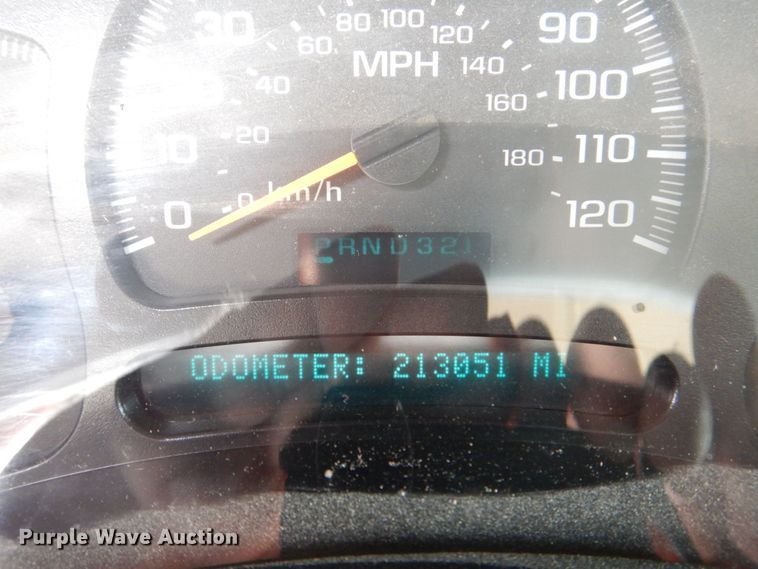 30 60 80 100 120 90
MPH 140 100
40 160
20 180 110
10
0 0 km/h 120
PRND321
ODOMETER: 213051 MI
Purple Wave Auction